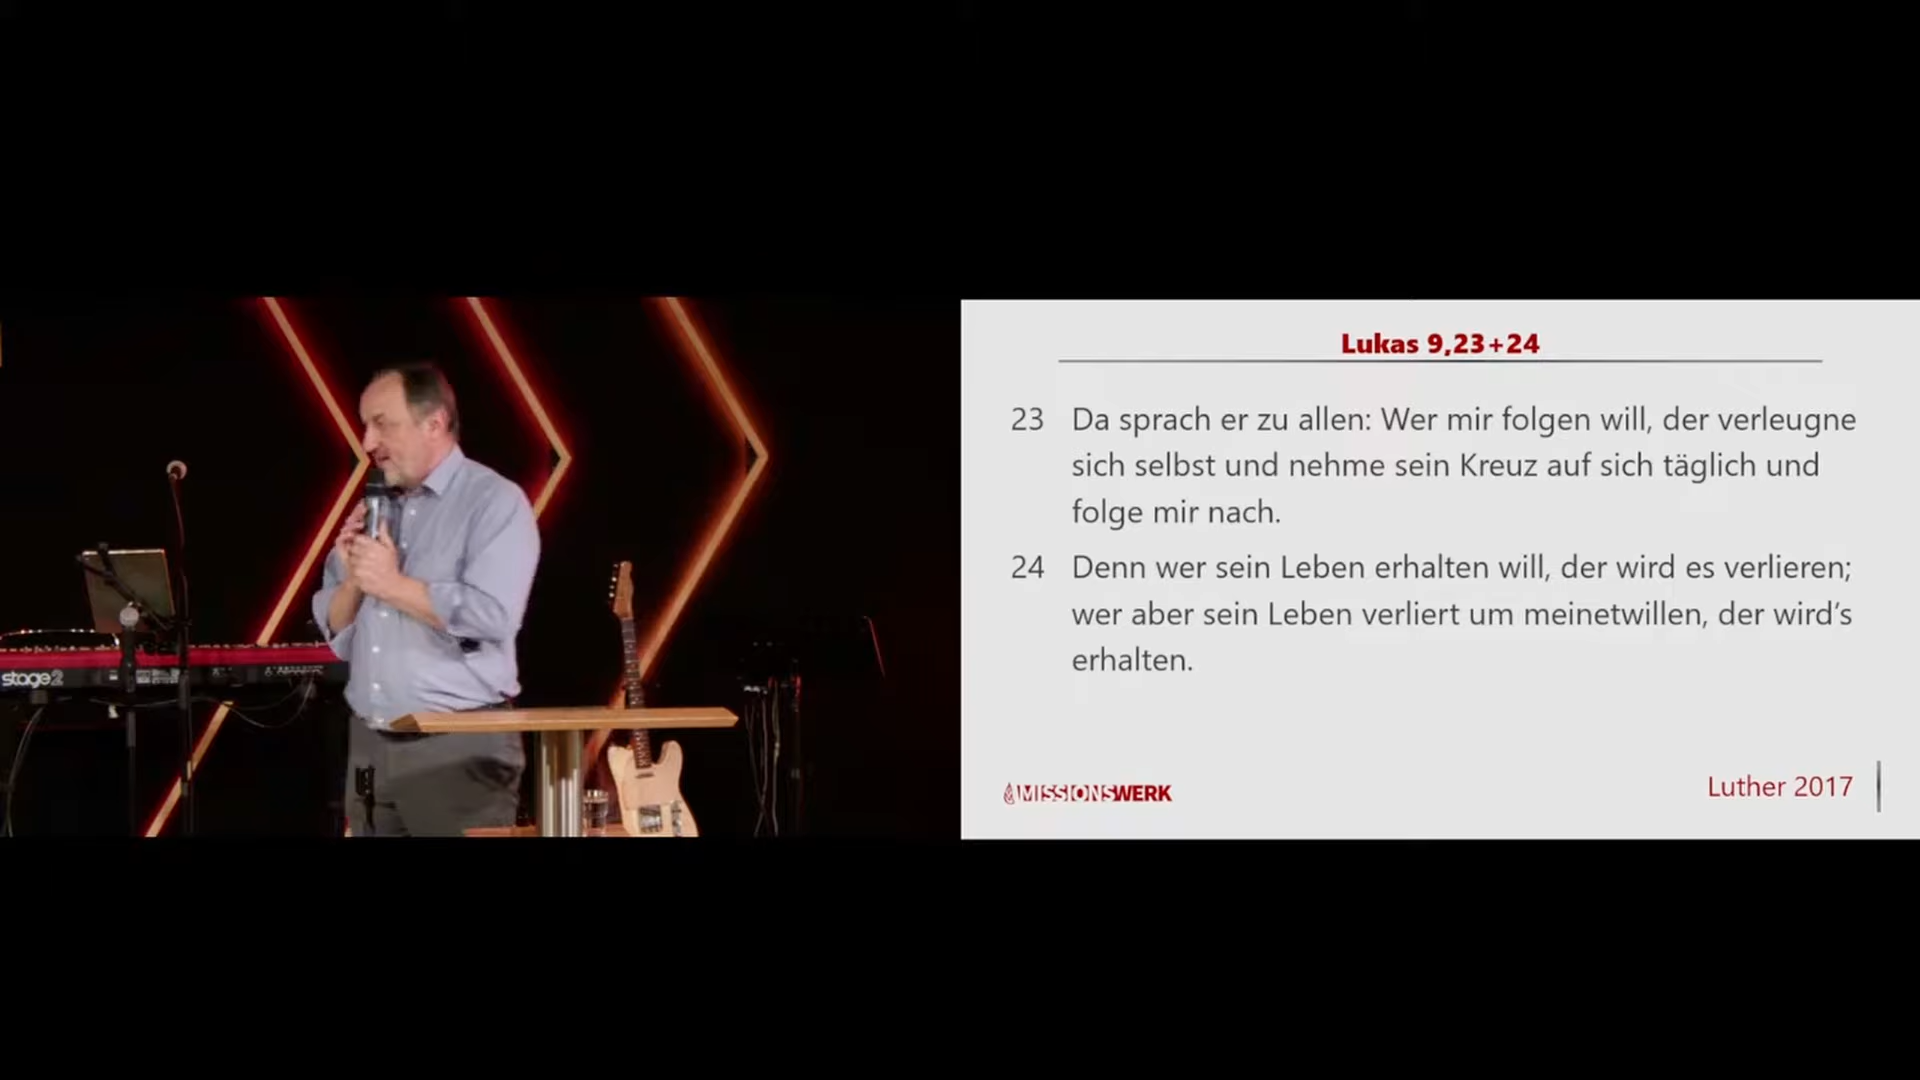 stage2
Lukas 9,23+24
23 Da sprach er zu allen: Wer mir folgen will, der verleugne
sich selbst und nehme sein Kreuz auf sich täglich und
folge mir nach.
24 Denn wer sein Leben erhalten will, der wird es verlieren;
wer aber sein Leben verliert um meinetwillen, der wird’s
erhalten.
MISSIONSWERK
Luther 2017